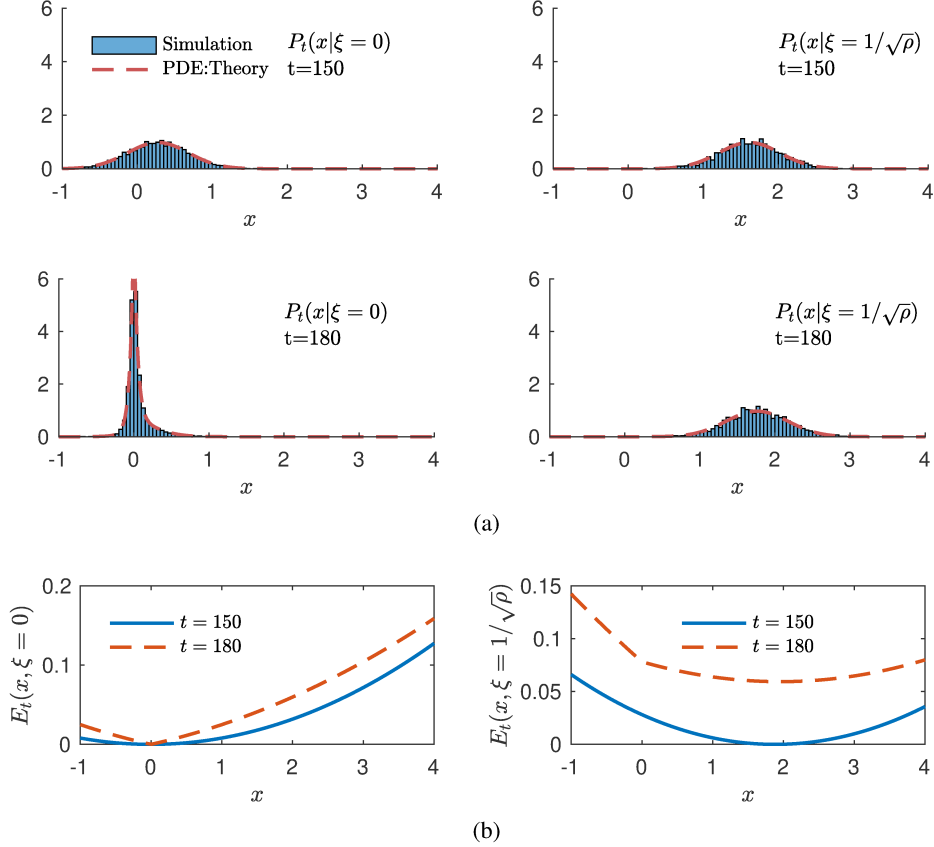 6
4
2
0
-1 0 1 2 3 4
x
Simulation
PDE:Theory
P_t(x|ξ = 0)
t=150
6
4
2
0
-1 0 1 2 3 4
x
P_t(x|ξ = 1/√ρ)
t=150
6
4
2
0
-1 0 1 2 3 4
x
P_t(x|ξ = 0)
t=180
6
4
2
0
-1 0 1 2 3 4
x
P_t(x|ξ = 1/√ρ)
t=180
(a)
E_t(x, ξ = 0)
0.2
0.1
0
-1 0 1 2 3 4
x
t = 150
t = 180
E_t(x, ξ = 1/√ρ)
0.15
0.1
0.05
0
-1 0 1 2 3 4
x
t = 150
t = 180
(b)